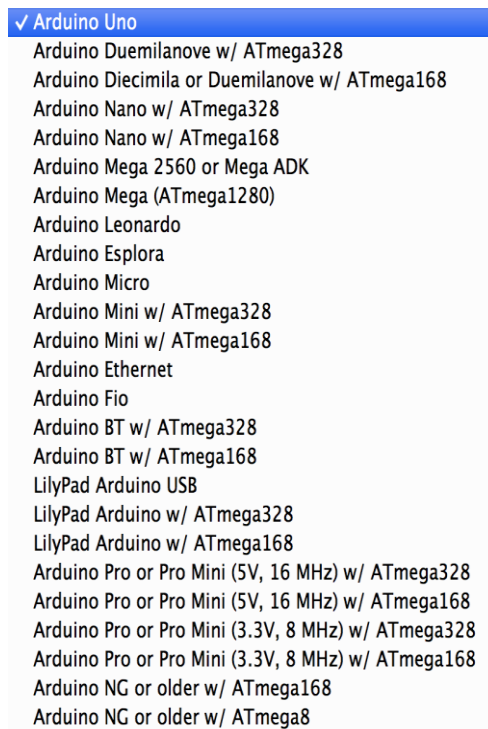 ✓ Arduino Uno
Arduino Duemilanove w/ ATmega328
Arduino Diecimila or Duemilanove w/ ATmega168
Arduino Nano w/ ATmega328
Arduino Nano w/ ATmega168
Arduino Mega 2560 or Mega ADK
Arduino Mega (ATmega1280)
Arduino Leonardo
Arduino Esplora
Arduino Micro
Arduino Mini w/ ATmega328
Arduino Mini w/ ATmega168
Arduino Ethernet
Arduino Fio
Arduino BT w/ ATmega328
Arduino BT w/ ATmega168
LilyPad Arduino USB
LilyPad Arduino w/ ATmega328
LilyPad Arduino w/ ATmega168
Arduino Pro or Pro Mini (5V, 16 MHz) w/ ATmega328
Arduino Pro or Pro Mini (5V, 16 MHz) w/ ATmega168
Arduino Pro or Pro Mini (3.3V, 8 MHz) w/ ATmega328
Arduino Pro or Pro Mini (3.3V, 8 MHz) w/ ATmega168
Arduino NG or older w/ ATmega168
Arduino NG or older w/ ATmega8